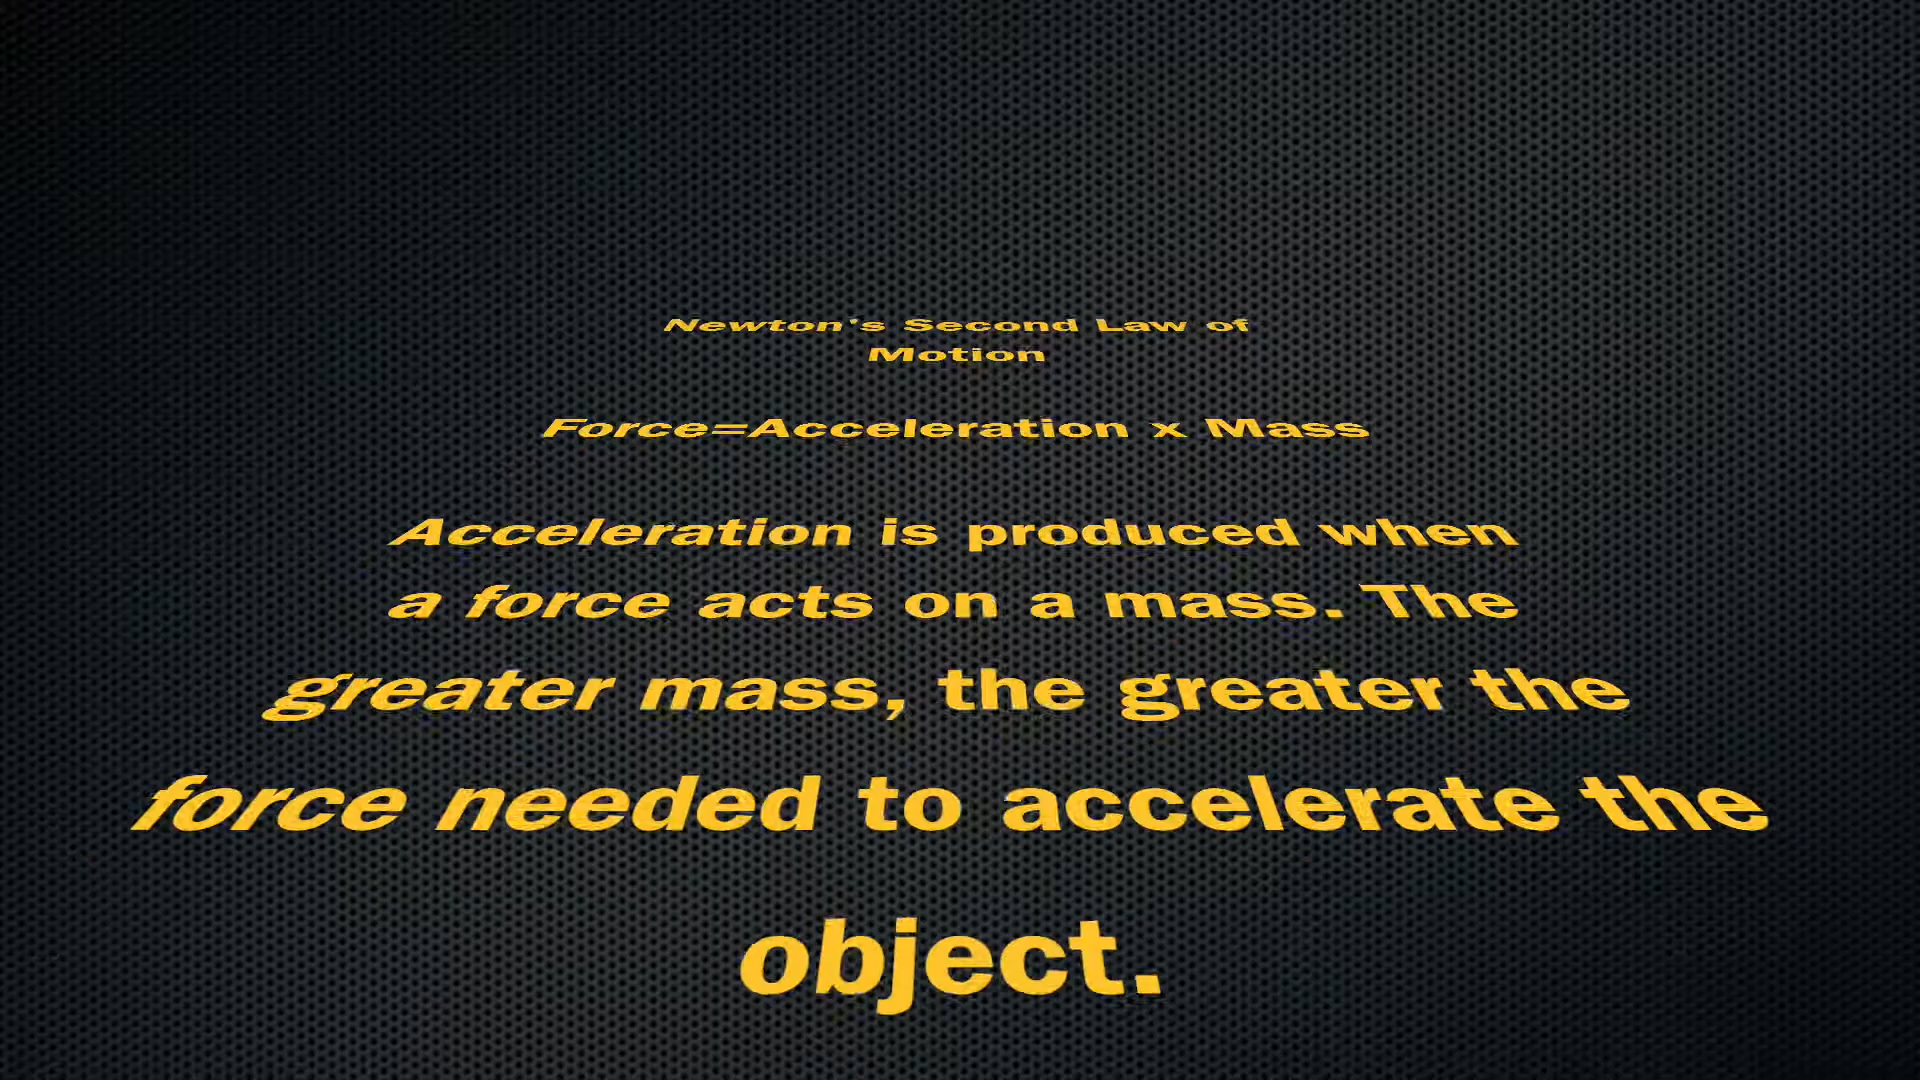 Newton's Second Law of
Motion
Force=Acceleration x Mass
Acceleration is produced when
a force acts on a mass. The
greater mass, the greater the
force needed to accelerate the
object.